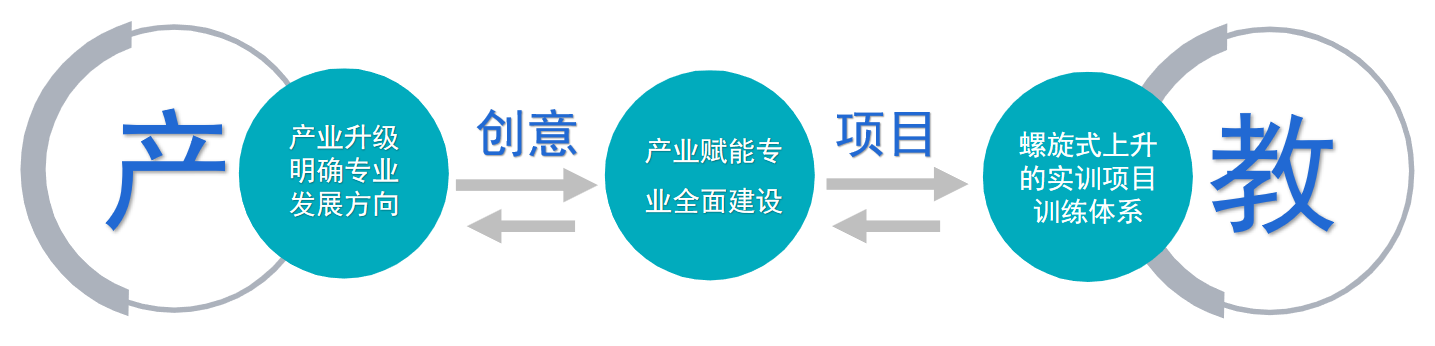 产
产业升级
明确专业
发展方向
创意
产业赋能专
业全面建设
项目
螺旋式上升
的实训项目
训练体系
教